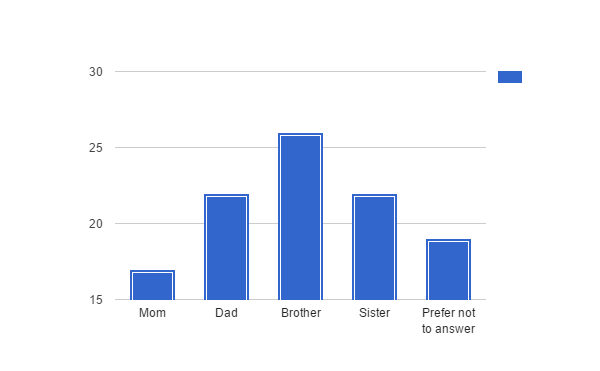 30
25
20
15
Mom
Dad
Brother
Sister
Prefer not
to answer